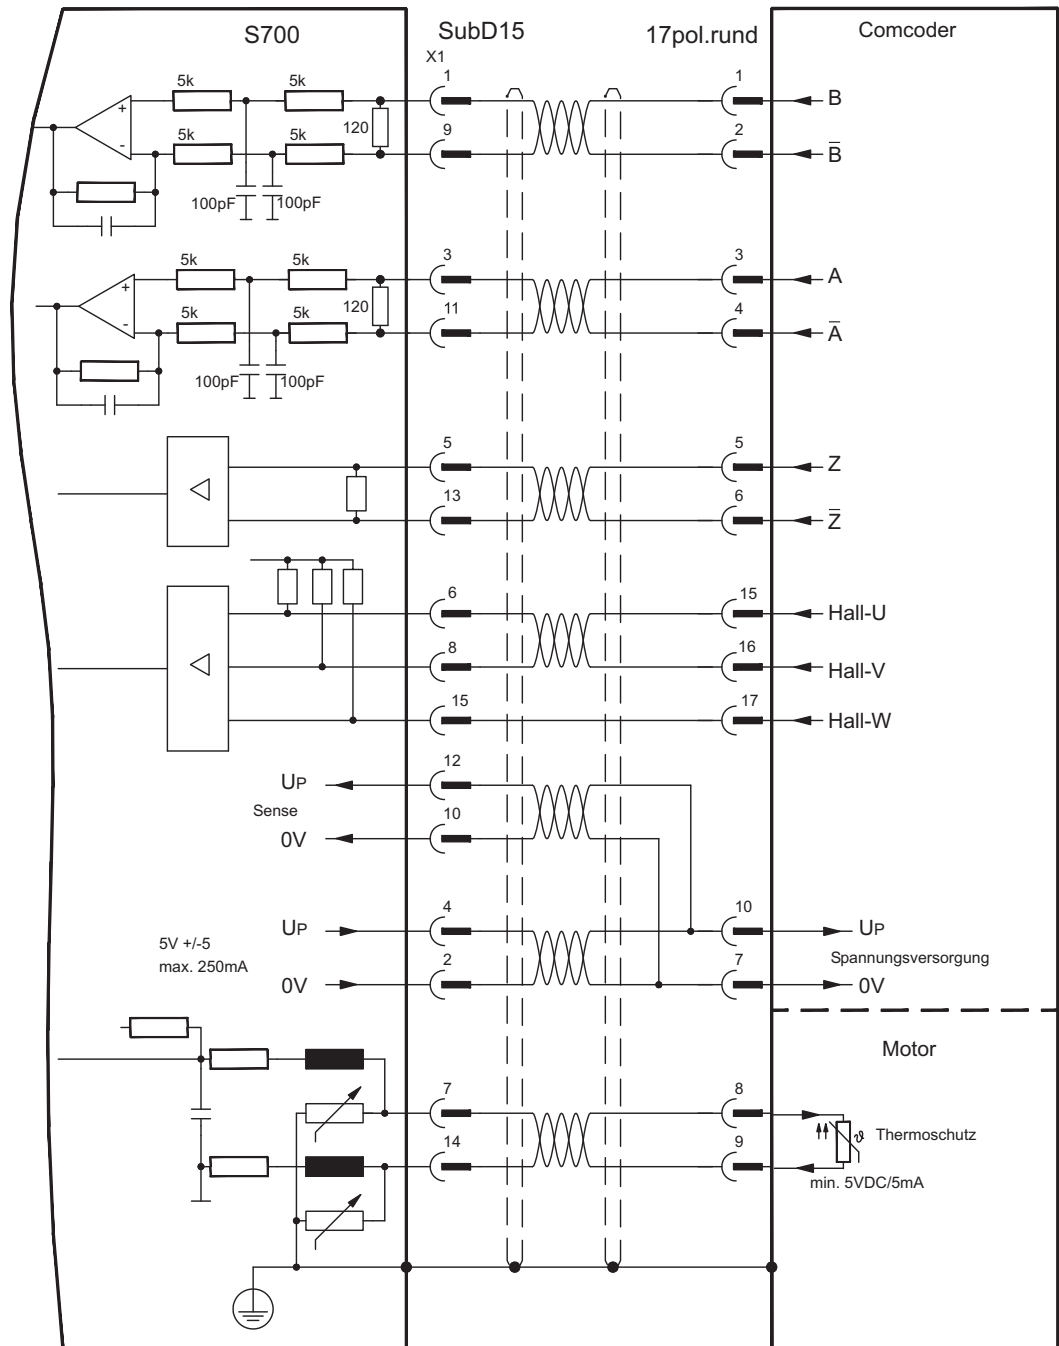 S700 SubD15 17pol.rund Comcoder
X1
5k 5k 1 1 B
120
5k 5k 9 2 B̅
100pF 100pF
5k 5k 3 3 A
120
5k 5k 11 4 A̅
100pF 100pF
5 5 Z
13 6 Z̅
6 15 Hall-U
8 16 Hall-V
15 17 Hall-W
UP 12
Sense
0V 10
UP 4 10 UP
5V +/-5
max. 250mA
Spannungsversorgung
0V 2 7 0V
Motor
7 8
ϑ Thermoschutz
14 9
min. 5VDC/5mA
+
-
+
-